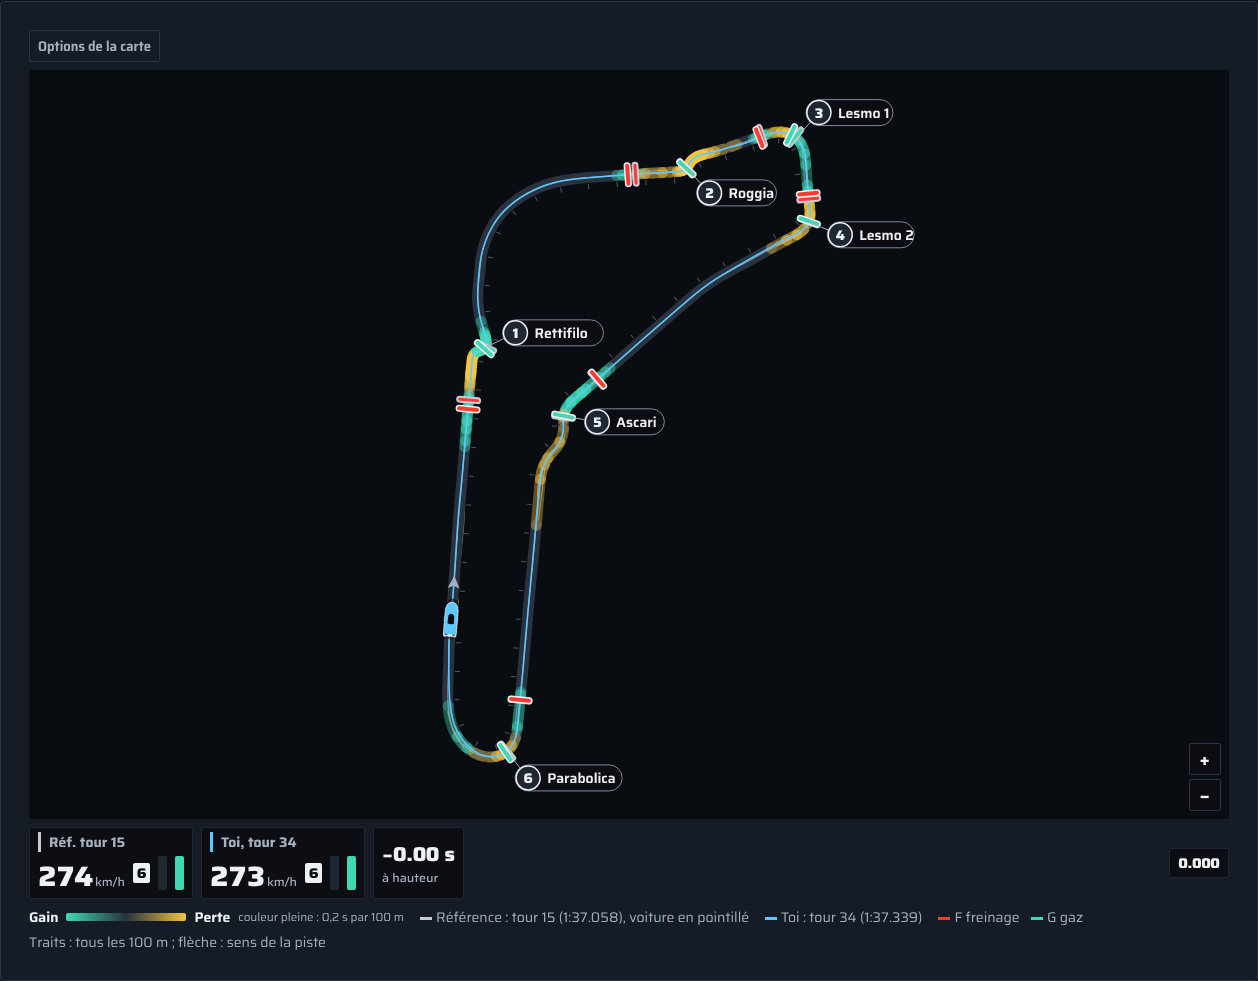 Options de la carte
3 Lesmo 1
2 Roggia
4 Lesmo 2
1 Rettifilo
5 Ascari
6 Parabolica
+
−
Réf. tour 15
274 km/h 6
Toi, tour 34
273 km/h 6
−0.00 s
à hauteur
0.000
Gain Perte couleur pleine : 0,2 s par 100 m Référence : tour 15 (1:37.058), voiture en pointillé Toi : tour 34 (1:37.339) F freinage G gaz
Traits : tous les 100 m ; flèche : sens de la piste